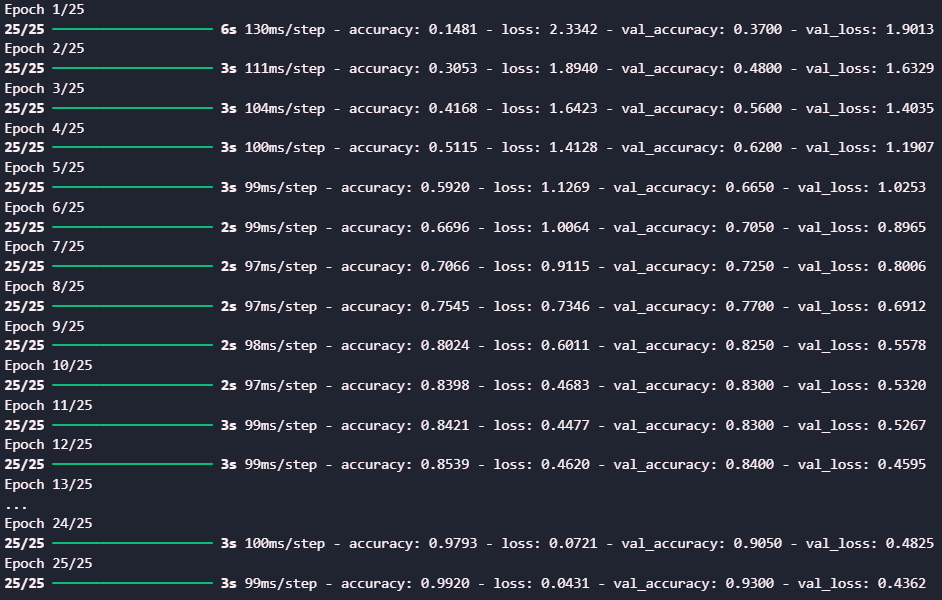 Epoch 1/25
25/25 6s 130ms/step - accuracy: 0.1481 - loss: 2.3342 - val_accuracy: 0.3700 - val_loss: 1.9013
Epoch 2/25
25/25 3s 111ms/step - accuracy: 0.3053 - loss: 1.8940 - val_accuracy: 0.4800 - val_loss: 1.6329
Epoch 3/25
25/25 3s 104ms/step - accuracy: 0.4168 - loss: 1.6423 - val_accuracy: 0.5600 - val_loss: 1.4035
Epoch 4/25
25/25 3s 100ms/step - accuracy: 0.5115 - loss: 1.4128 - val_accuracy: 0.6200 - val_loss: 1.1907
Epoch 5/25
25/25 3s 99ms/step - accuracy: 0.5920 - loss: 1.1269 - val_accuracy: 0.6650 - val_loss: 1.0253
Epoch 6/25
25/25 2s 99ms/step - accuracy: 0.6696 - loss: 1.0064 - val_accuracy: 0.7050 - val_loss: 0.8965
Epoch 7/25
25/25 2s 97ms/step - accuracy: 0.7066 - loss: 0.9115 - val_accuracy: 0.7250 - val_loss: 0.8006
Epoch 8/25
25/25 2s 97ms/step - accuracy: 0.7545 - loss: 0.7346 - val_accuracy: 0.7700 - val_loss: 0.6912
Epoch 9/25
25/25 2s 98ms/step - accuracy: 0.8024 - loss: 0.6011 - val_accuracy: 0.8250 - val_loss: 0.5578
Epoch 10/25
25/25 2s 97ms/step - accuracy: 0.8398 - loss: 0.4683 - val_accuracy: 0.8300 - val_loss: 0.5320
Epoch 11/25
25/25 3s 99ms/step - accuracy: 0.8421 - loss: 0.4477 - val_accuracy: 0.8300 - val_loss: 0.5267
Epoch 12/25
25/25 3s 99ms/step - accuracy: 0.8539 - loss: 0.4620 - val_accuracy: 0.8400 - val_loss: 0.4595
Epoch 13/25
...
Epoch 24/25
25/25 3s 100ms/step - accuracy: 0.9793 - loss: 0.0721 - val_accuracy: 0.9050 - val_loss: 0.4825
Epoch 25/25
25/25 3s 99ms/step - accuracy: 0.9920 - loss: 0.0431 - val_accuracy: 0.9300 - val_loss: 0.4362